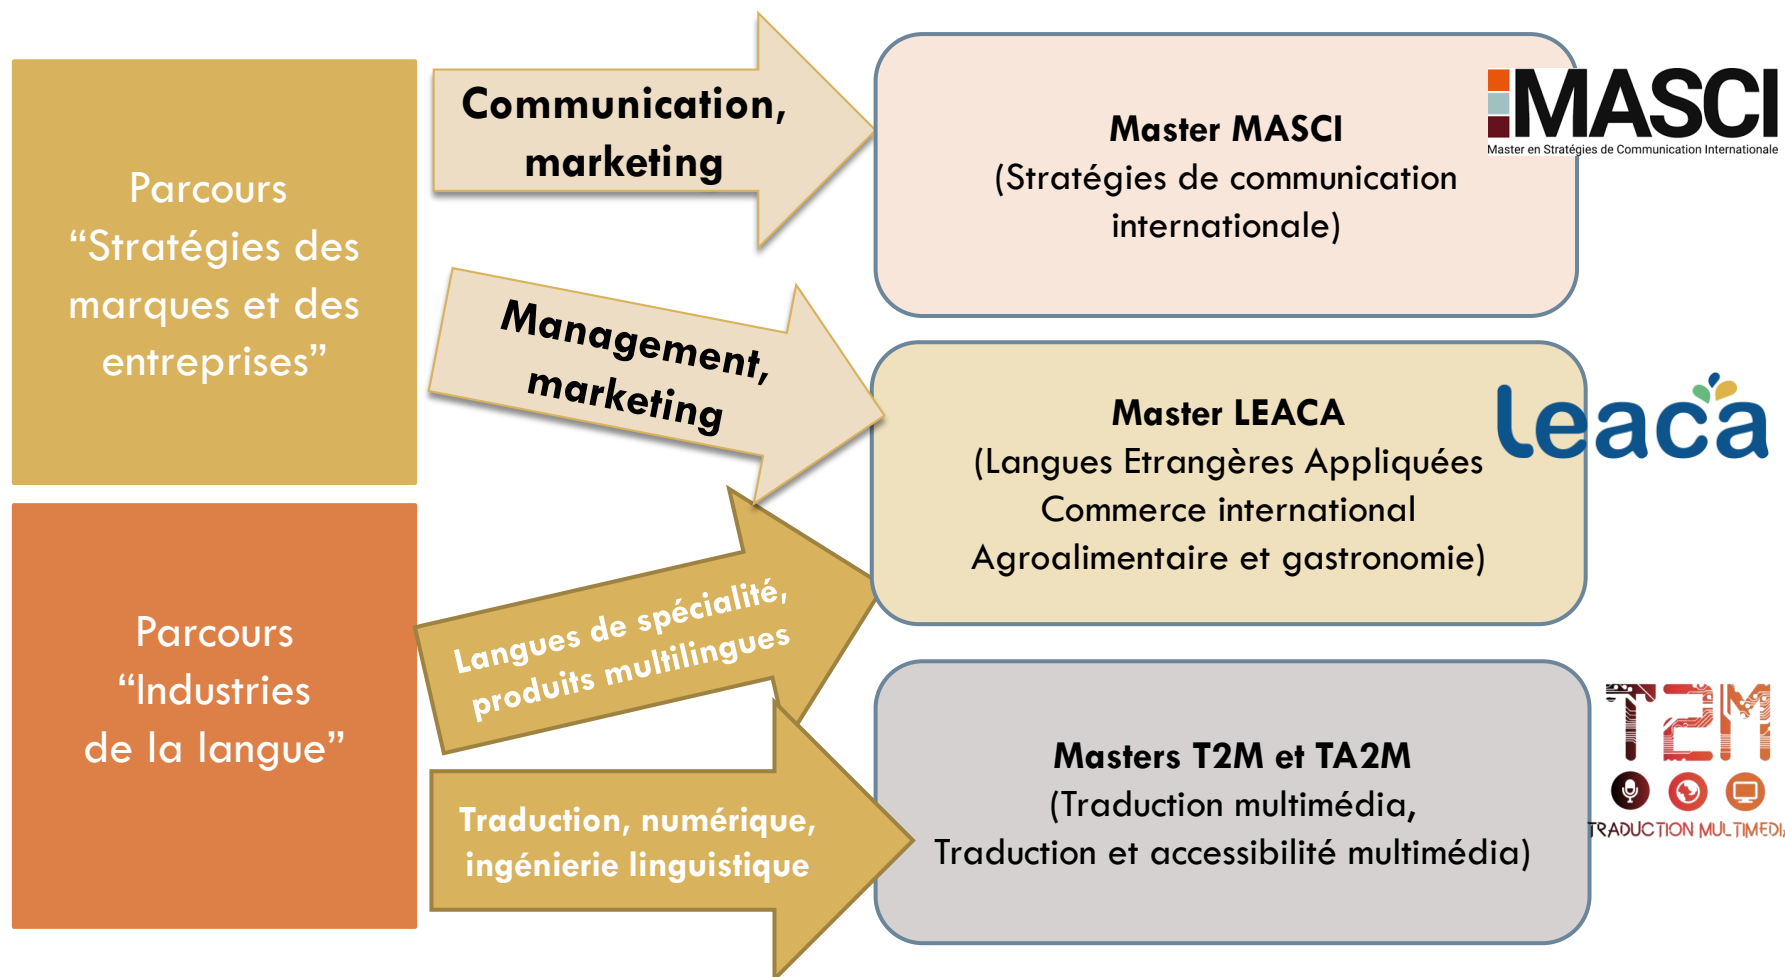 Parcours
“Stratégies des
marques et des
entreprises”
Communication,
marketing
Master MASCI
(Stratégies de communication
internationale)
MASCI
Master en Stratégies de Communication Internationale
Management,
marketing
Master LEACA
(Langues Etrangères Appliquées
Commerce international
Agroalimentaire et gastronomie)
leaca
Parcours
“Industries
de la langue”
Langues de spécialité,
produits multilingues
Traduction, numérique,
ingénierie linguistique
Masters T2M et TA2M
(Traduction multimédia,
Traduction et accessibilité multimédia)
T2M
TRADUCTION MULTIMEDIA